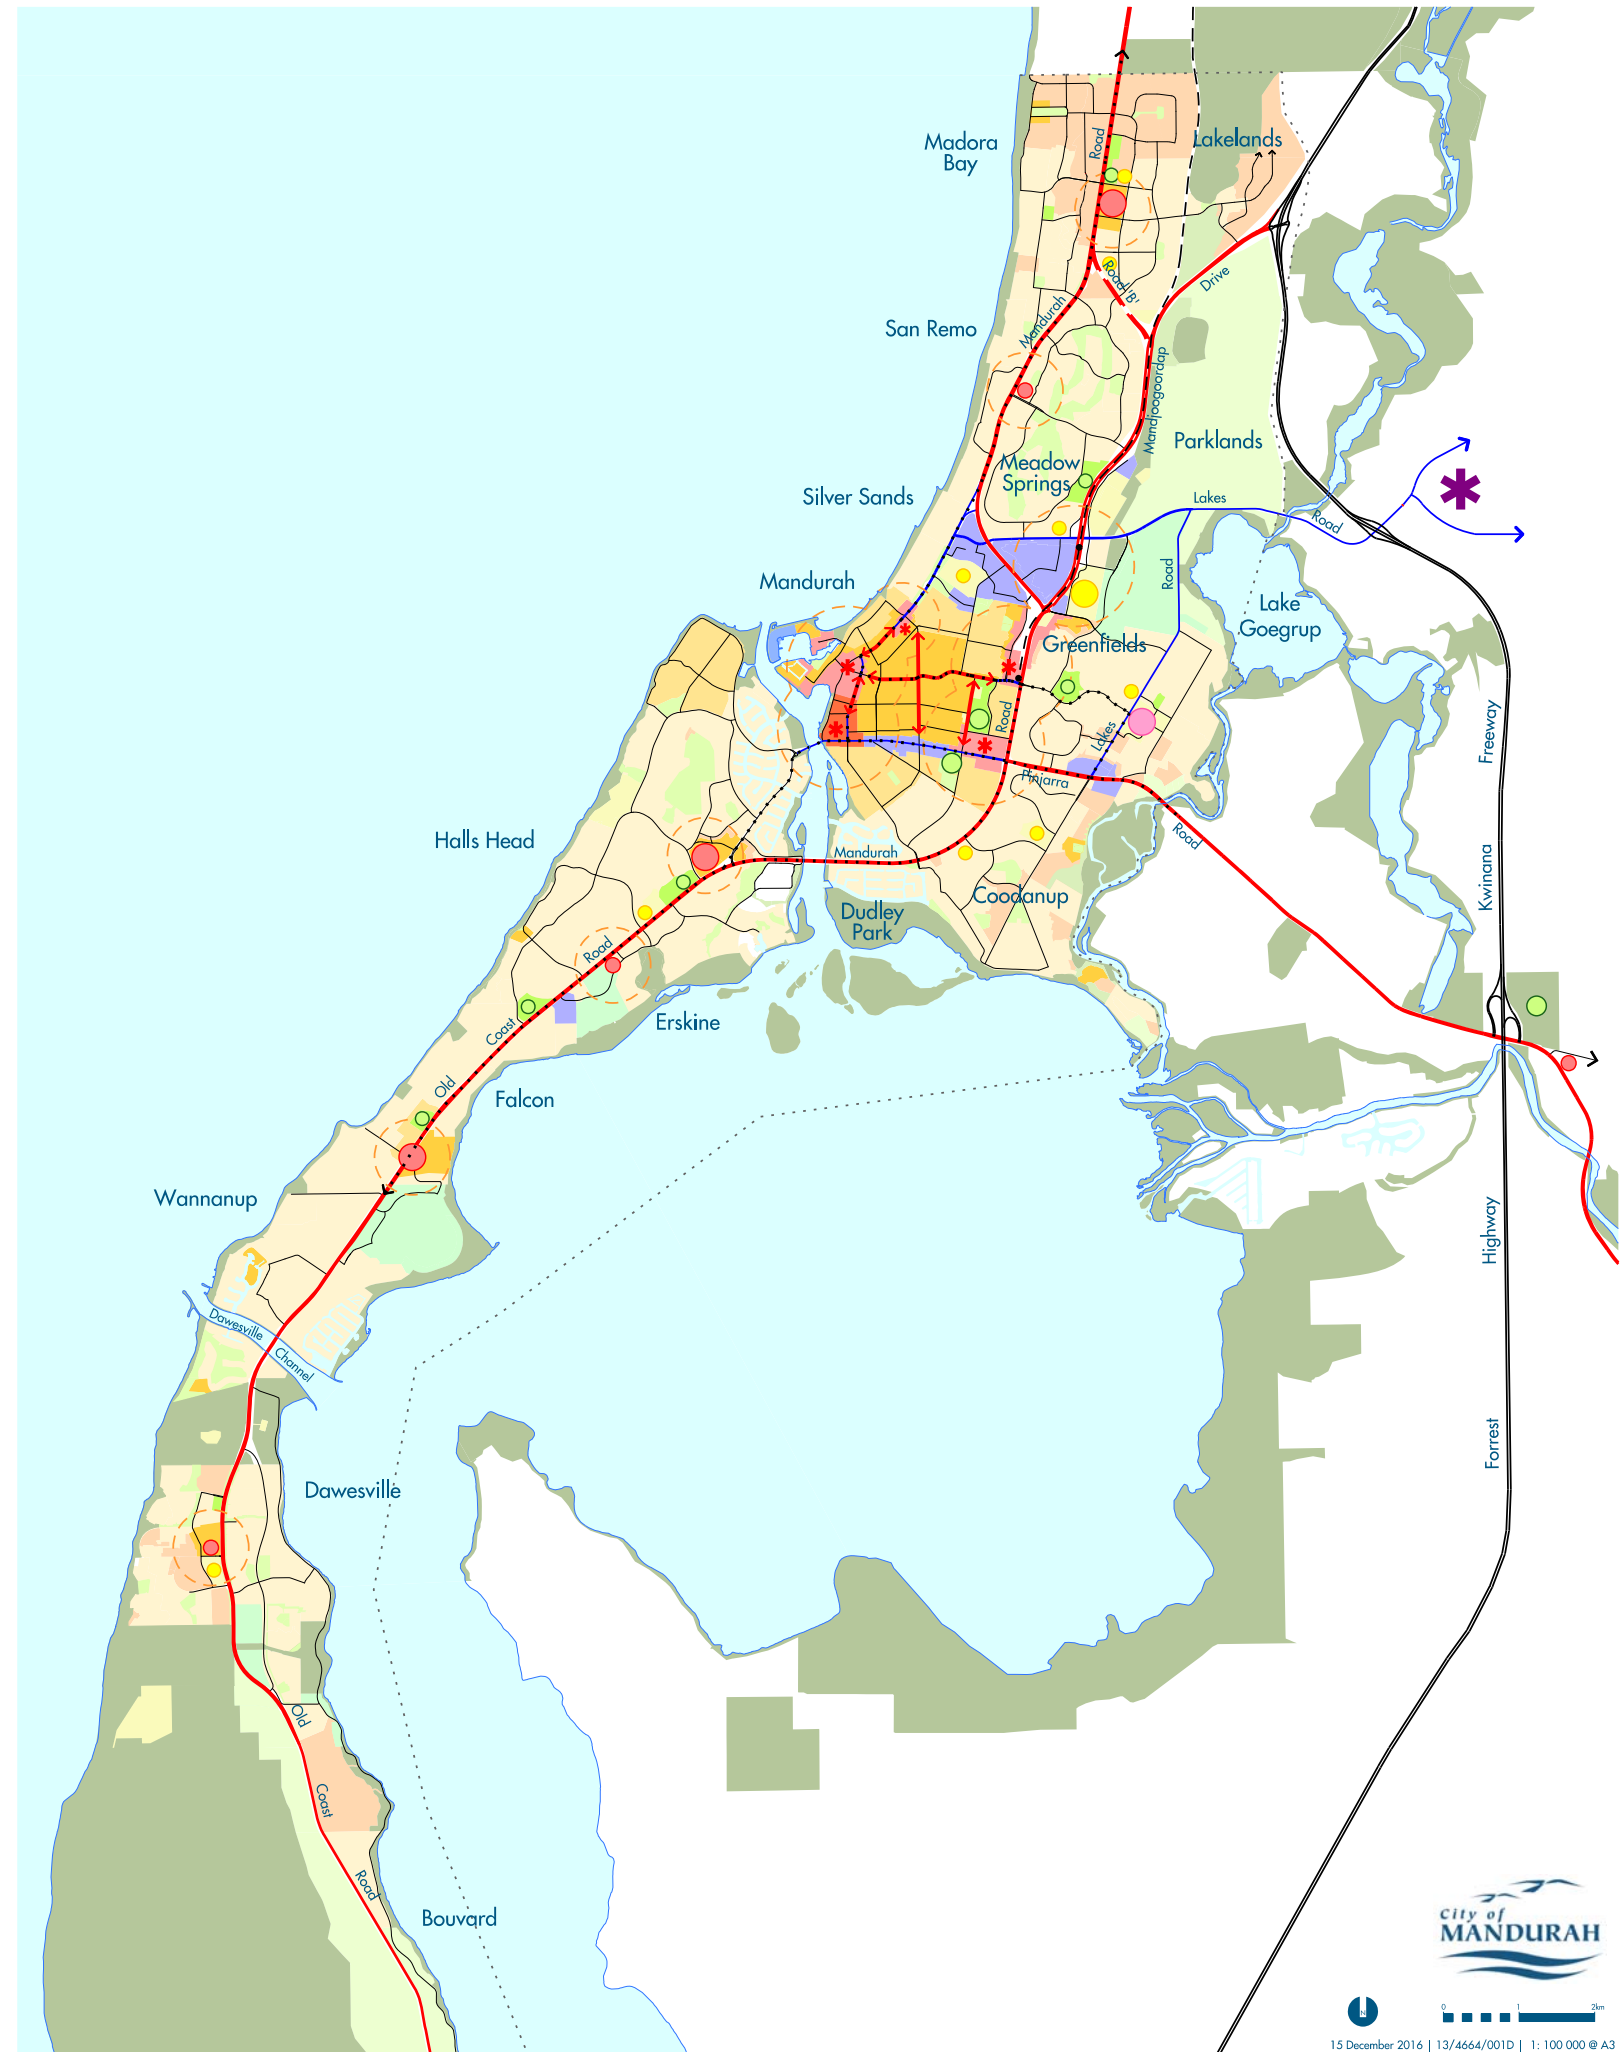 Madora
Bay
Road
Lakelands
Road 'B'
Drive
San Remo
Mandurah
Mandjoogoordap
Parklands
Meadow
Springs
Silver Sands
Lakes
Road
Road
Mandurah
Lake
Goegrup
Greenfields
Road
Lakes
Freeway
Pinjarra
Road
Halls Head
Mandurah
Kwinana
Coodanup
Dudley
Park
Road
Coast
Erskine
Old
Falcon
Wannanup
Highway
Dawesville
Channel
Forrest
Dawesville
Old
Coast
Road
Bouvard
City of
MANDURAH
N
0 1 2km
15 December 2016 | 13/4664/001D | 1: 100 000 @ A3